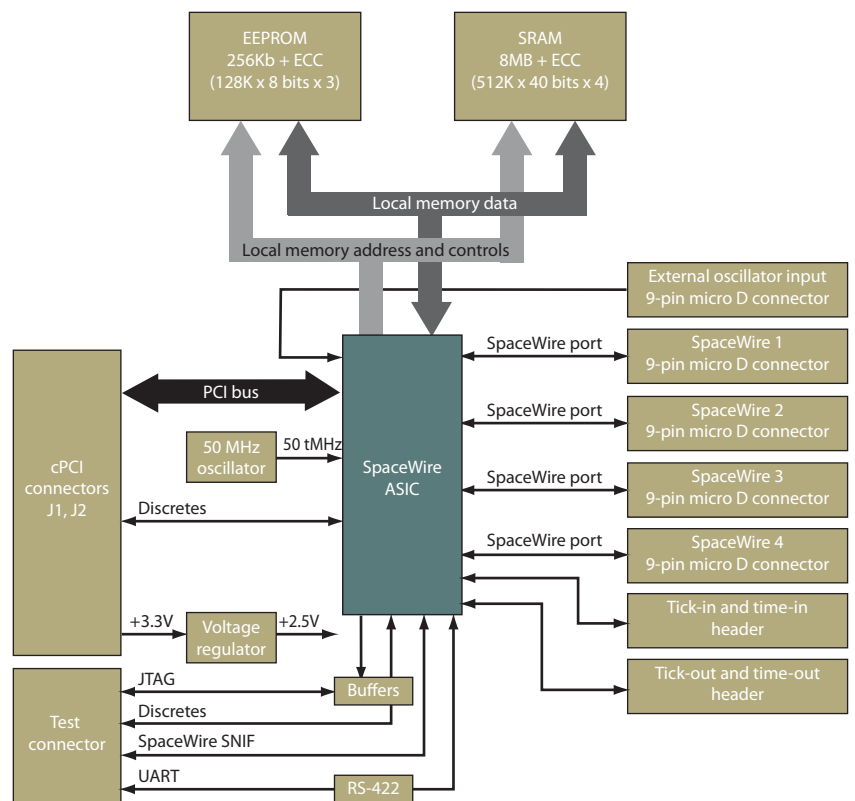 EEPROM
256Kb + ECC
(128K x 8 bits x 3)
SRAM
8MB + ECC
(512K x 40 bits x 4)
Local memory data
Local memory address and controls
External oscillator input
9-pin micro D connector
SpaceWire port
SpaceWire 1
9-pin micro D connector
PCI bus
SpaceWire port
SpaceWire 2
9-pin micro D connector
50 MHz
oscillator
50 tMHz
cPCI
connectors
J1, J2
SpaceWire
ASIC
SpaceWire port
SpaceWire 3
9-pin micro D connector
Discretes
SpaceWire port
SpaceWire 4
9-pin micro D connector
Tick-in and time-in
header
+3.3V
Voltage
regulator
+2.5V
Tick-out and time-out
header
JTAG
Buffers
Discretes
Test
connector
SpaceWire SNIF
UART
RS-422